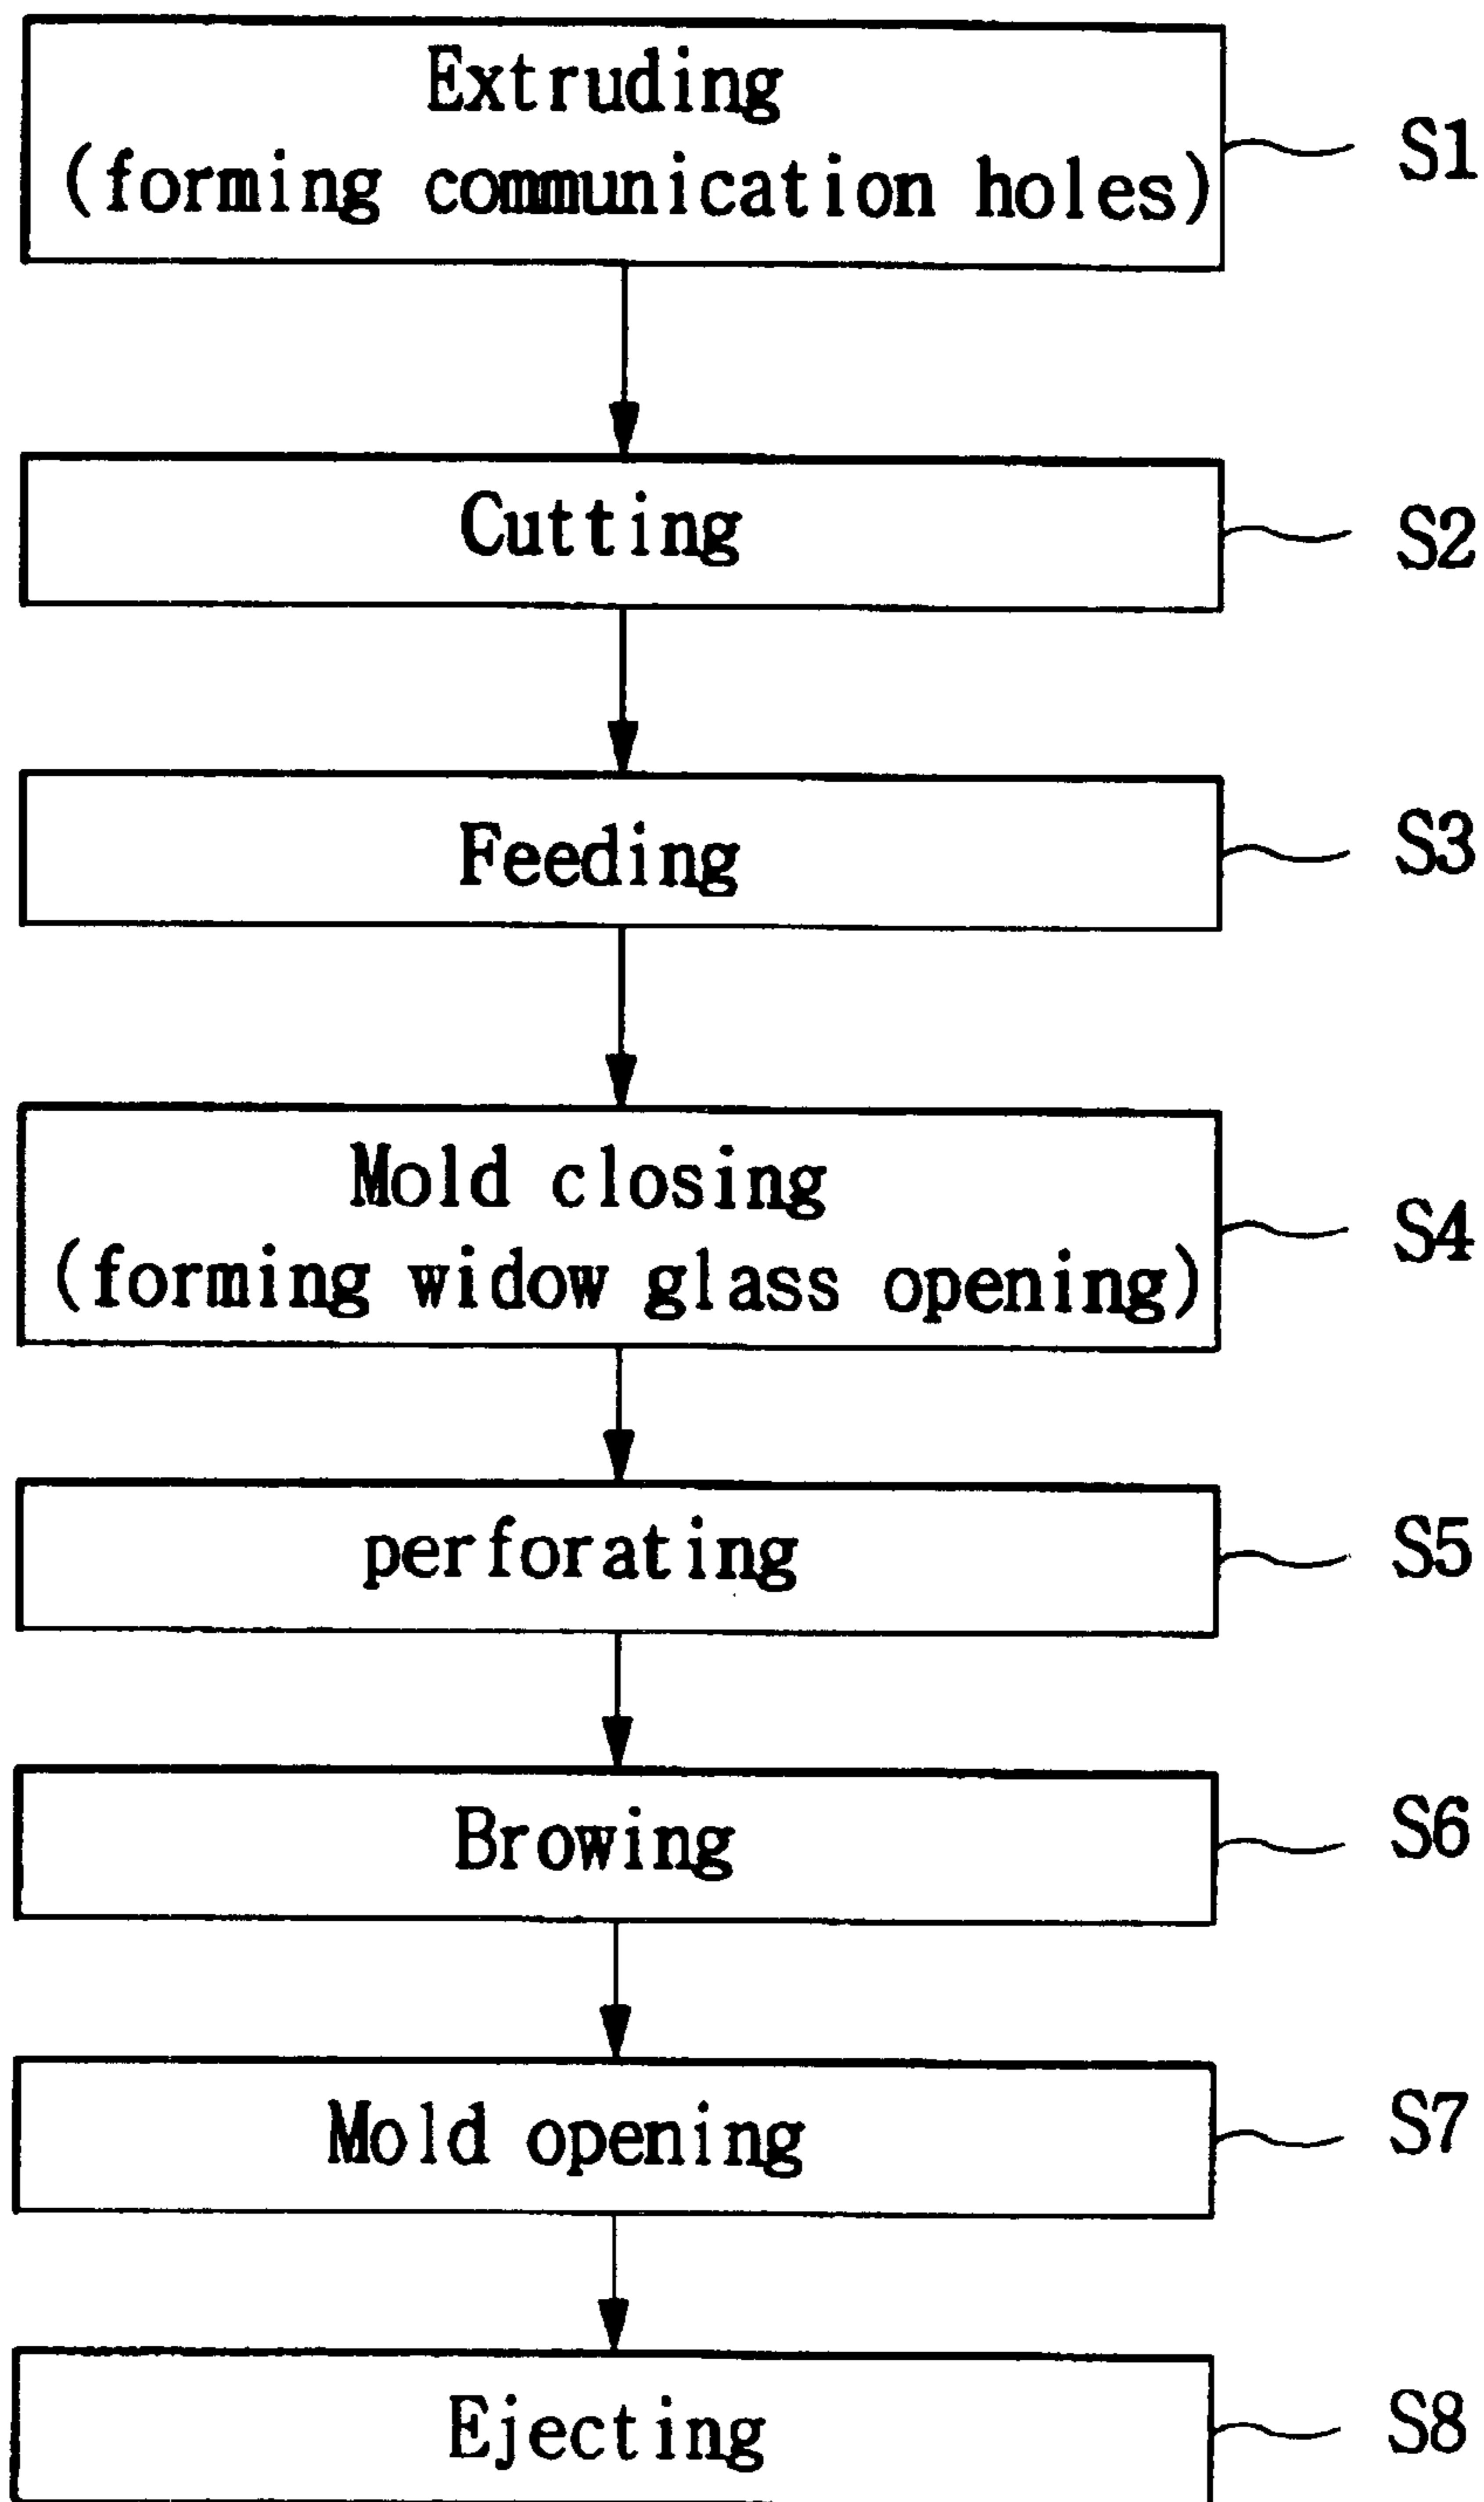 Extruding
(forming communication holes)
S1
Cutting
S2
Feeding
S3
Mold closing
(forming widow glass opening)
S4
perforating
S5
Browing
S6
Mold opening
S7
Ejecting
S8